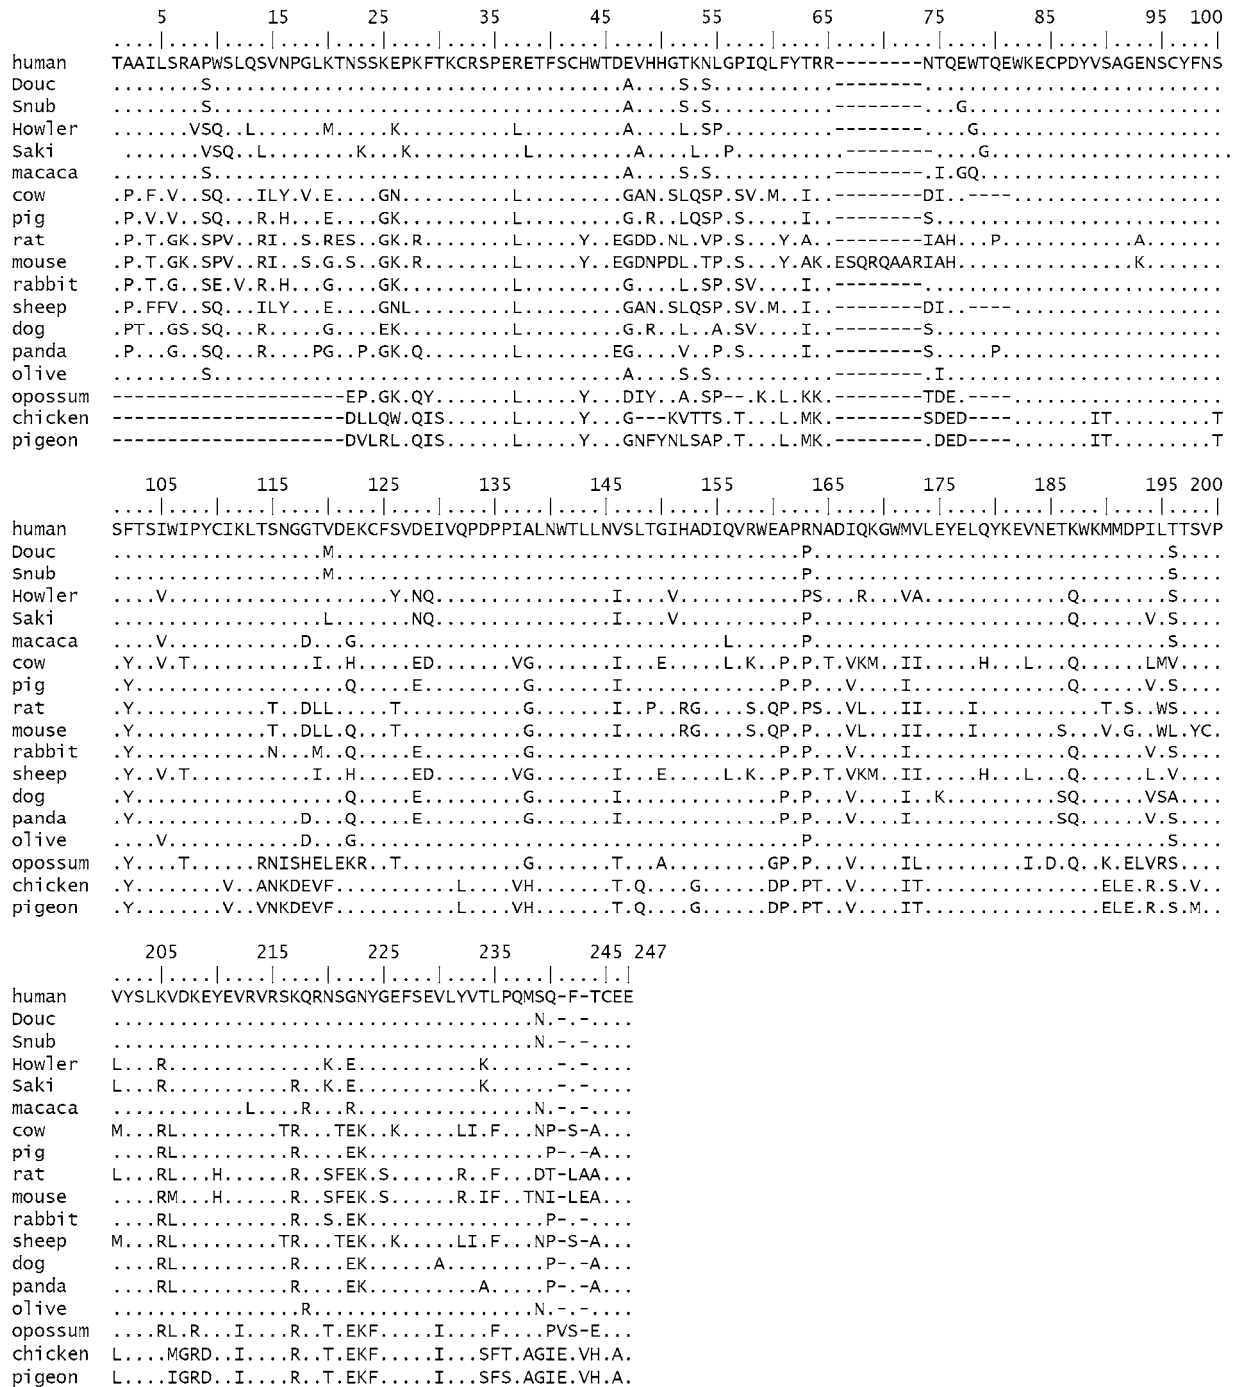 5 15 25 35 45 55 65 75 85 95 100
....|.........|.........|.........|.........|.........|.........|.........|.........|.........|....|
human TAAILSRAPWSLQSVNPGLKTNSSKEPKFTKCRSPERETFSCHWTDEVHHGTKNLGPIQLFYTRR--------NTQEWTQEWKECPDYVSAGENSCYFNS
Douc ........S.....................................A....S.S...........--------..........................
Snub ........S.....................................A....S.S...........--------...G......................
Howler .......VSQ..L......M.....K..........L.........A....L.SP..........--------....G.....................
Saki .......VSQ..L........K...K..........L.........A....L..P..........--------....G......................
macaca ........S.....................................A....S.S...........--------.I.GQ.....................
cow .P.F.V..SQ...ILY.V.E....GN..........L.........GAN.SLQSP.SV.M..I..--------DI..----..................
pig .P.V.V..SQ...R.H...E....GK..........L.........G.R..LQSP.SV....I..--------S.........................
rat .P.T.GK.SPV..RI..S.RES..GK.R........L.....Y..EGDD.NL.VP.S...Y.A..--------IAH...P............A......
mouse .P.T.GK.SPV..RI..S.G.S..GK.R........L.....Y..EGDNPDL.TP.S...Y.AK.ESQRQAARIAH................K......
rabbit .P.T.G..SE.V.R.H...G....GK..........L.........G....L.SP.SV....I..--------..........................
sheep .P.FFV..SQ...ILY...E....GNL.........L.........GAN.SLQSP.SV.M..I..--------DI..----..................
dog .PT..GS.SQ...R.....G....EK..........L.........G.R..L..A.SV....I..--------S.........................
panda .P...G..SQ...R....PG..P.GK.Q........L........EG....V..P.S.....I..--------S.....P...................
olive ........S.....................................A....S.S...........--------.I........................
opossum ---------------------EP.GK.QY.......L.....Y...DIY..A.SP--.K.L.KK.--------TDE.----..................
chicken ---------------------DLLQW.QIS......L.....Y...G---KVTTS.T...L.MK.--------SDED----.......IT.........T
pigeon ---------------------DVLRL.QIS......L.....Y...GNFYNLSAP.T...L.MK.--------.DED----.......IT.........T
105 115 125 135 145 155 165 175 185 195 200
....|.........|.........|.........|.........|.........|.........|.........|.........|.........|....|
human SFTSIWIPYCIKLTSNGGTVDEKCFSVDEIVQPDPPIALNWTLLNVSLTGIHADIQVRWEAPRNADIQKGWMVLEYELQYKEVNETKWKMMDPILTTSVP
Douc ...................M..........................................P................................S....
Snub ...................M..........................................P................................S....
Howler ....V....................Y.NQ.................I....V...........PS...R...VA.............Q........S....
Saki ...................L.......NQ.................I....V...........P.......................Q......V.S....
macaca ....V............D...G.................................L......P................................S....
cow .Y..V.T...........I..H.....ED........VG.......I...E.....L.K....P.P..T.VKM...II......H...L...Q......LMV....
pig .Y...................Q.....E.........G.......I..............P.P...V....I..............Q......V.S....
rat .Y............T..DLL.....T...........G.......I..P..RG.....S.QP.PS..VL...II.....I...........T.S..WS....
mouse .Y............T..DLL.Q...T...........G.......I.....RG.....S.QP.P...VL...II.....I.......S...V.G..WL.YC.
rabbit .Y............N...M........E.........G.......I..............P.P...V....I..............Q......V.S....
sheep .Y..V.T...........I..H.....ED........VG.......I...E.....L.K....P.P..T.VKM...II......H...L...Q......L.V....
dog .Y...................Q.....E.........G.......I..............P.P...V....I..K..........SQ......VSA....
panda .Y...............D...Q.....E.........G.......I..............P.P...V....I.............SQ......V.S....
olive ....V............D...G........................................P................................S....
opossum .Y....T......RNISHELEKR...T..........G.......T...A.........GP.P...V....IL.........I.D.Q..K.ELVRS....
chicken .Y........V..ANKDEVF...........L....VH.......T.Q....G......DP.PT..V....IT................ELE.R.S.V..
pigeon .Y........V..VNKDEVF...........L....VH.......T.Q....G......DP.PT..V....IT................ELE.R.S.M..
205 215 225 235 245 247
....|.........|.........|.........|.........|.|
human VYSLKVDKEYEVRVRSKQRNSGNYGEFSEVLYVTLPQMSQ-F-TCEE
Douc ......................................N.-.-....
Snub ......................................N.-.-....
Howler L...R..............K.E...........K......-.-....
Saki L...R...........R..K.E...........K......-.-....
macaca ............L....R...R................N.-.-....
cow M...RL.........TR...TEK..K.....LI.F...NP-S-A...
pig ....RL..........R....EK................P-.-A...
rat L...RL...H......R..SFEK.S......R..F...DT-LAA...
mouse ....RM...H......R..SFEK.S......R.IF..TNI-LEA...
rabbit ....RL..........R..S.EK................P-.-....
sheep M...RL.........TR...TEK..K.....LI.F...NP-S-A...
dog ....RL..........R....EK......A.........P-.-A...
panda ....RL..........R....EK..........A.....P-.-A...
olive .................R....................N.-.-....
opossum ....RL.R...I....R..T.EKF.....I....F....PVS-E...
chicken L....MGRD..I....R..T.EKF.....I...SFT.AGIE.VH.A.
pigeon L....IGRD..I....R..T.EKF.....I...SFS.AGIE.VH.A.